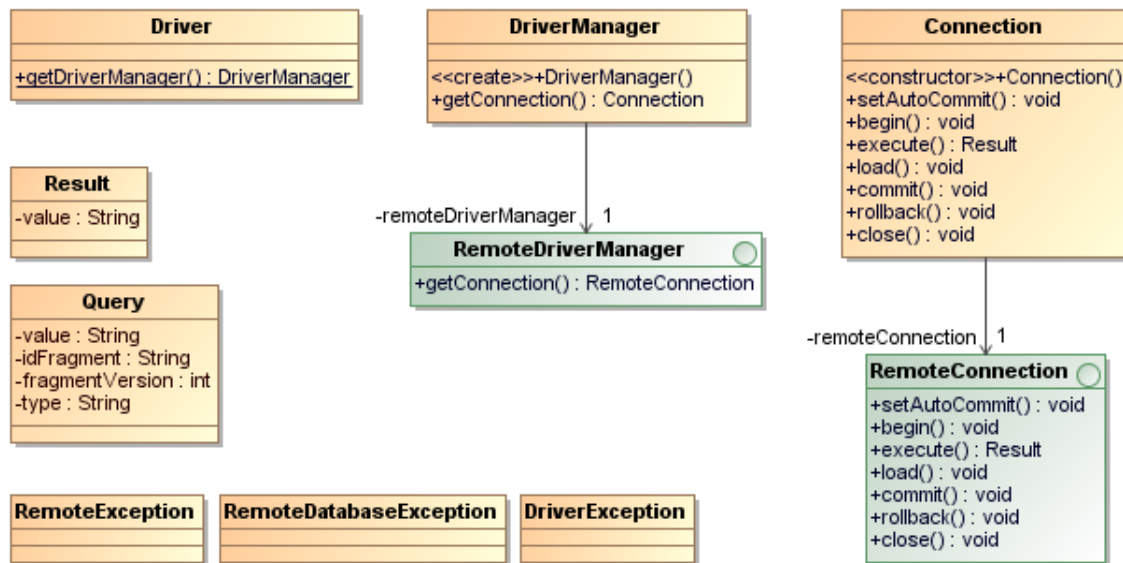 Driver
+getDriverManager() : DriverManager
DriverManager
<<create>>+DriverManager()
+getConnection() : Connection
Connection
<<constructor>>+Connection()
+setAutoCommit() : void
+begin() : void
+execute() : Result
+load() : void
+commit() : void
+rollback() : void
+close() : void
Result
-value : String
-remoteDriverManager 1
RemoteDriverManager
+getConnection() : RemoteConnection
Query
-value : String
-idFragment : String
-fragmentVersion : int
-type : String
-remoteConnection 1
RemoteConnection
+setAutoCommit() : void
+begin() : void
+execute() : Result
+load() : void
+commit() : void
+rollback() : void
+close() : void
RemoteException
RemoteDatabaseException
DriverException